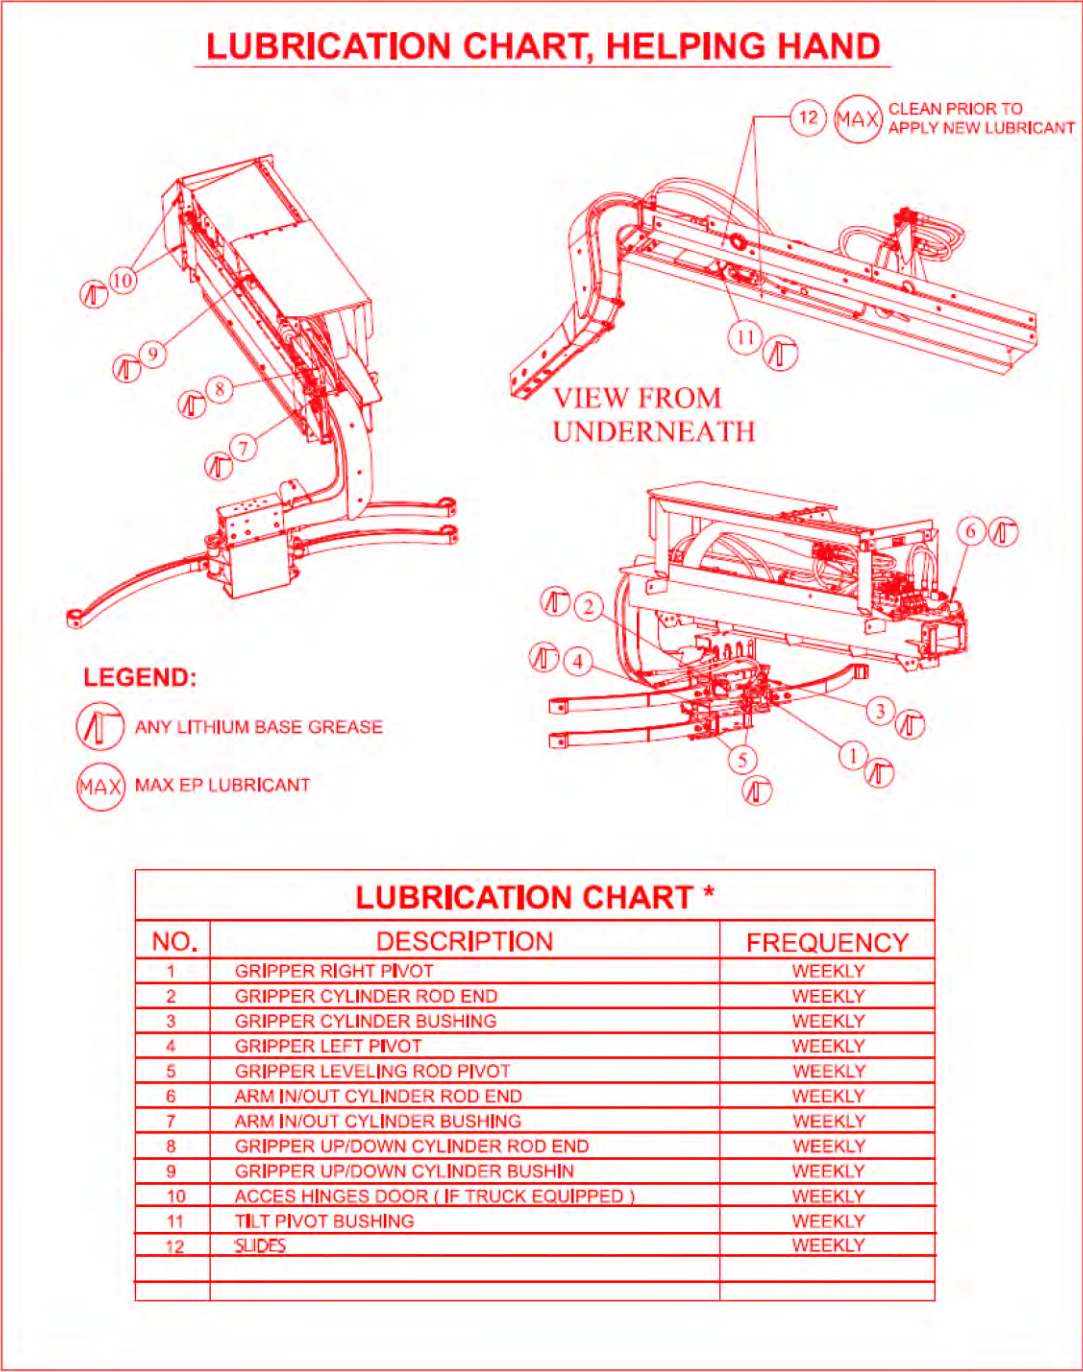 LUBRICATION CHART, HELPING HAND
12 MAX CLEAN PRIOR TO
APPLY NEW LUBRICANT
10
9
8
7
11
VIEW FROM
UNDERNEATH
6
2
4
3
1
5
LEGEND:
ANY LITHIUM BASE GREASE
MAX MAX EP LUBRICANT
LUBRICATION CHART *
NO. DESCRIPTION FREQUENCY
1 GRIPPER RIGHT PIVOT WEEKLY
2 GRIPPER CYLINDER ROD END WEEKLY
3 GRIPPER CYLINDER BUSHING WEEKLY
4 GRIPPER LEFT PIVOT WEEKLY
5 GRIPPER LEVELING ROD PIVOT WEEKLY
6 ARM IN/OUT CYLINDER ROD END WEEKLY
7 ARM IN/OUT CYLINDER BUSHING WEEKLY
8 GRIPPER UP/DOWN CYLINDER ROD END WEEKLY
9 GRIPPER UP/DOWN CYLINDER BUSHIN WEEKLY
10 ACCES HINGES DOOR ( IF TRUCK EQUIPPED ) WEEKLY
11 TILT PIVOT BUSHING WEEKLY
12 SLIDES WEEKLY